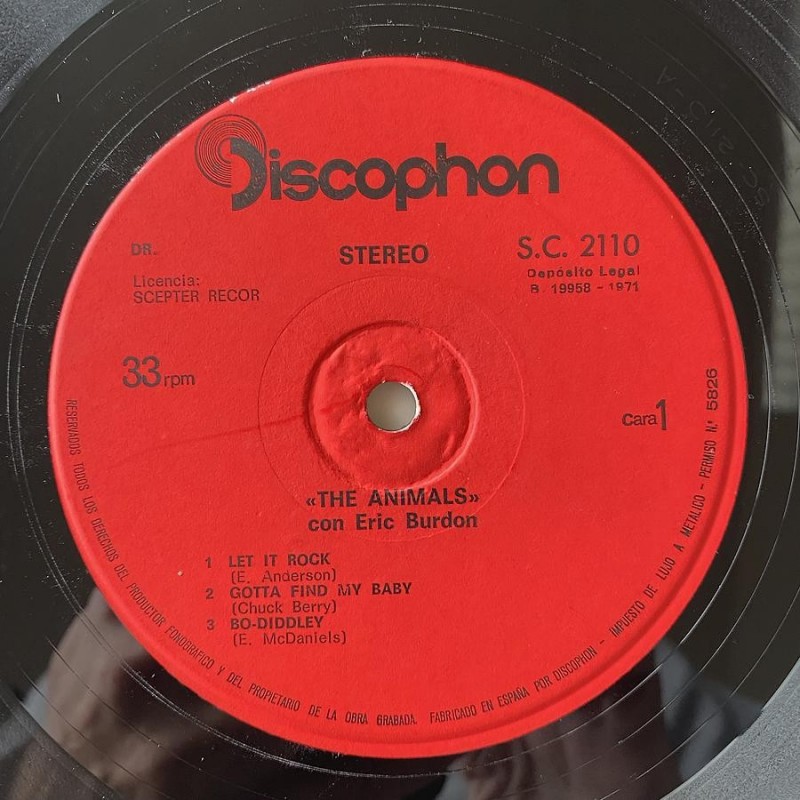 Discophon
DR.
STEREO
S.C. 2110
Depósito Legal
B. 19958 - 1971
Licencia:
SCEPTER RECOR
33 rpm
Cara 1
«THE ANIMALS»
con Eric Burdon
1 LET IT ROCK
(E. Anderson)
2 GOTTA FIND MY BABY
(Chuck Berry)
3 BO-DIDDLEY
(E. McDaniels)
RESERVADOS TODOS LOS DERECHOS DEL PRODUCTOR FONOGRAFICO Y DEL PROPIETARIO DE LA OBRA GRABADA. FABRICADO EN ESPAÑA POR DISCOPHON - IMPUESTO DE LUJO A METALICO - PERMISO N.º 5826